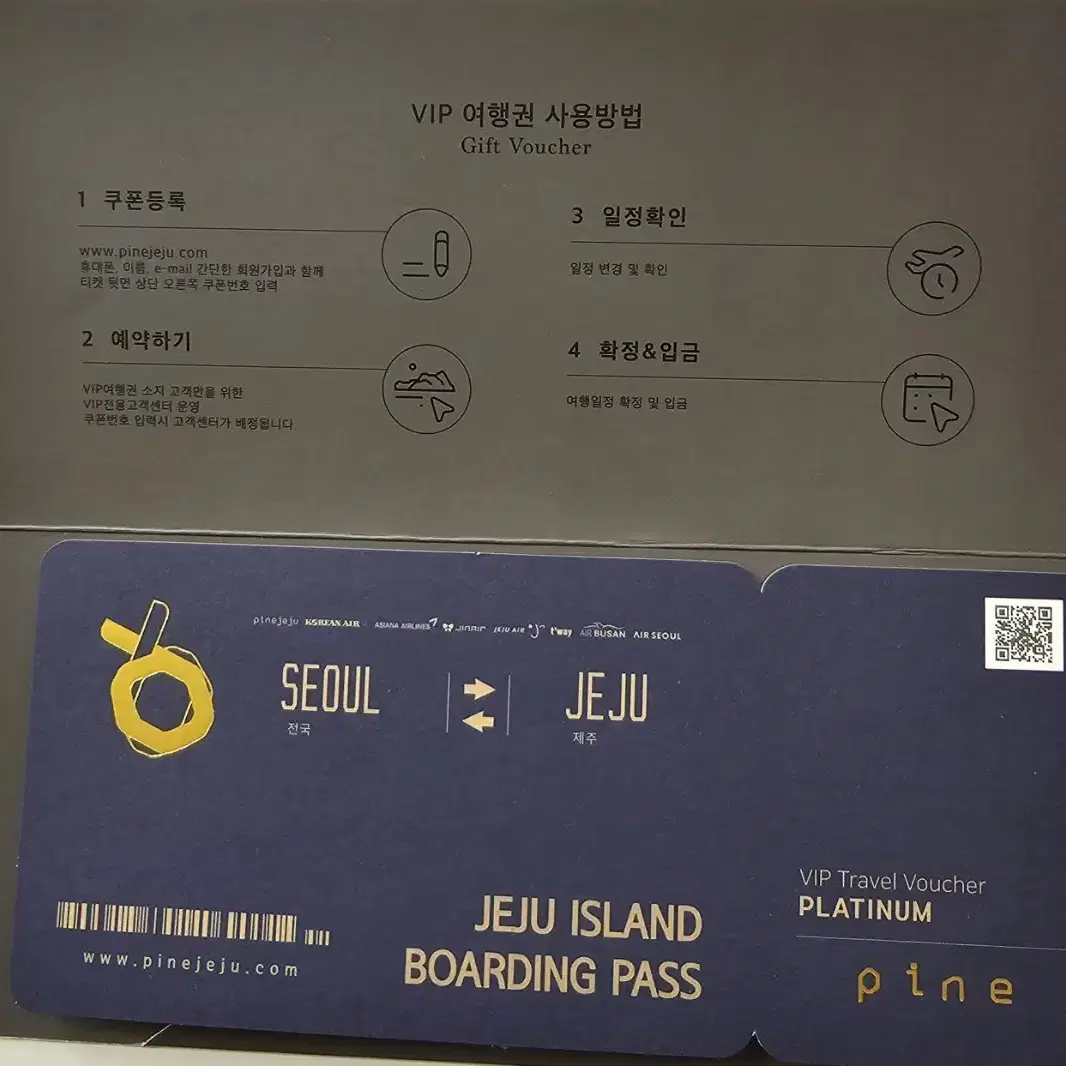 VIP 여행권 사용방법
Gift Voucher
1 쿠폰등록
www.pinejeju.com
휴대폰, 이름, e-mail 간단한 회원가입과 함께
티켓 뒷면 상단 오른쪽 쿠폰번호 입력
2 예약하기
VIP여행권 소지 고객만을 위한
VIP전용고객센터 운영
쿠폰번호 입력시 고객센터가 배정됩니다.
3 일정확인
일정 변경 및 확인
4 확정&입금
여행일정 확정 및 입금
pinejeju KOREAN AIR ASIANA AIRLINES JINAIR JEJU AIR t'way AIR BUSAN AIR SEOUL
SEOUL JEJU
전국 제주
www.pinejeju.com
JEJU ISLAND
BOARDING PASS
VIP Travel Voucher
PLATINUM
pine